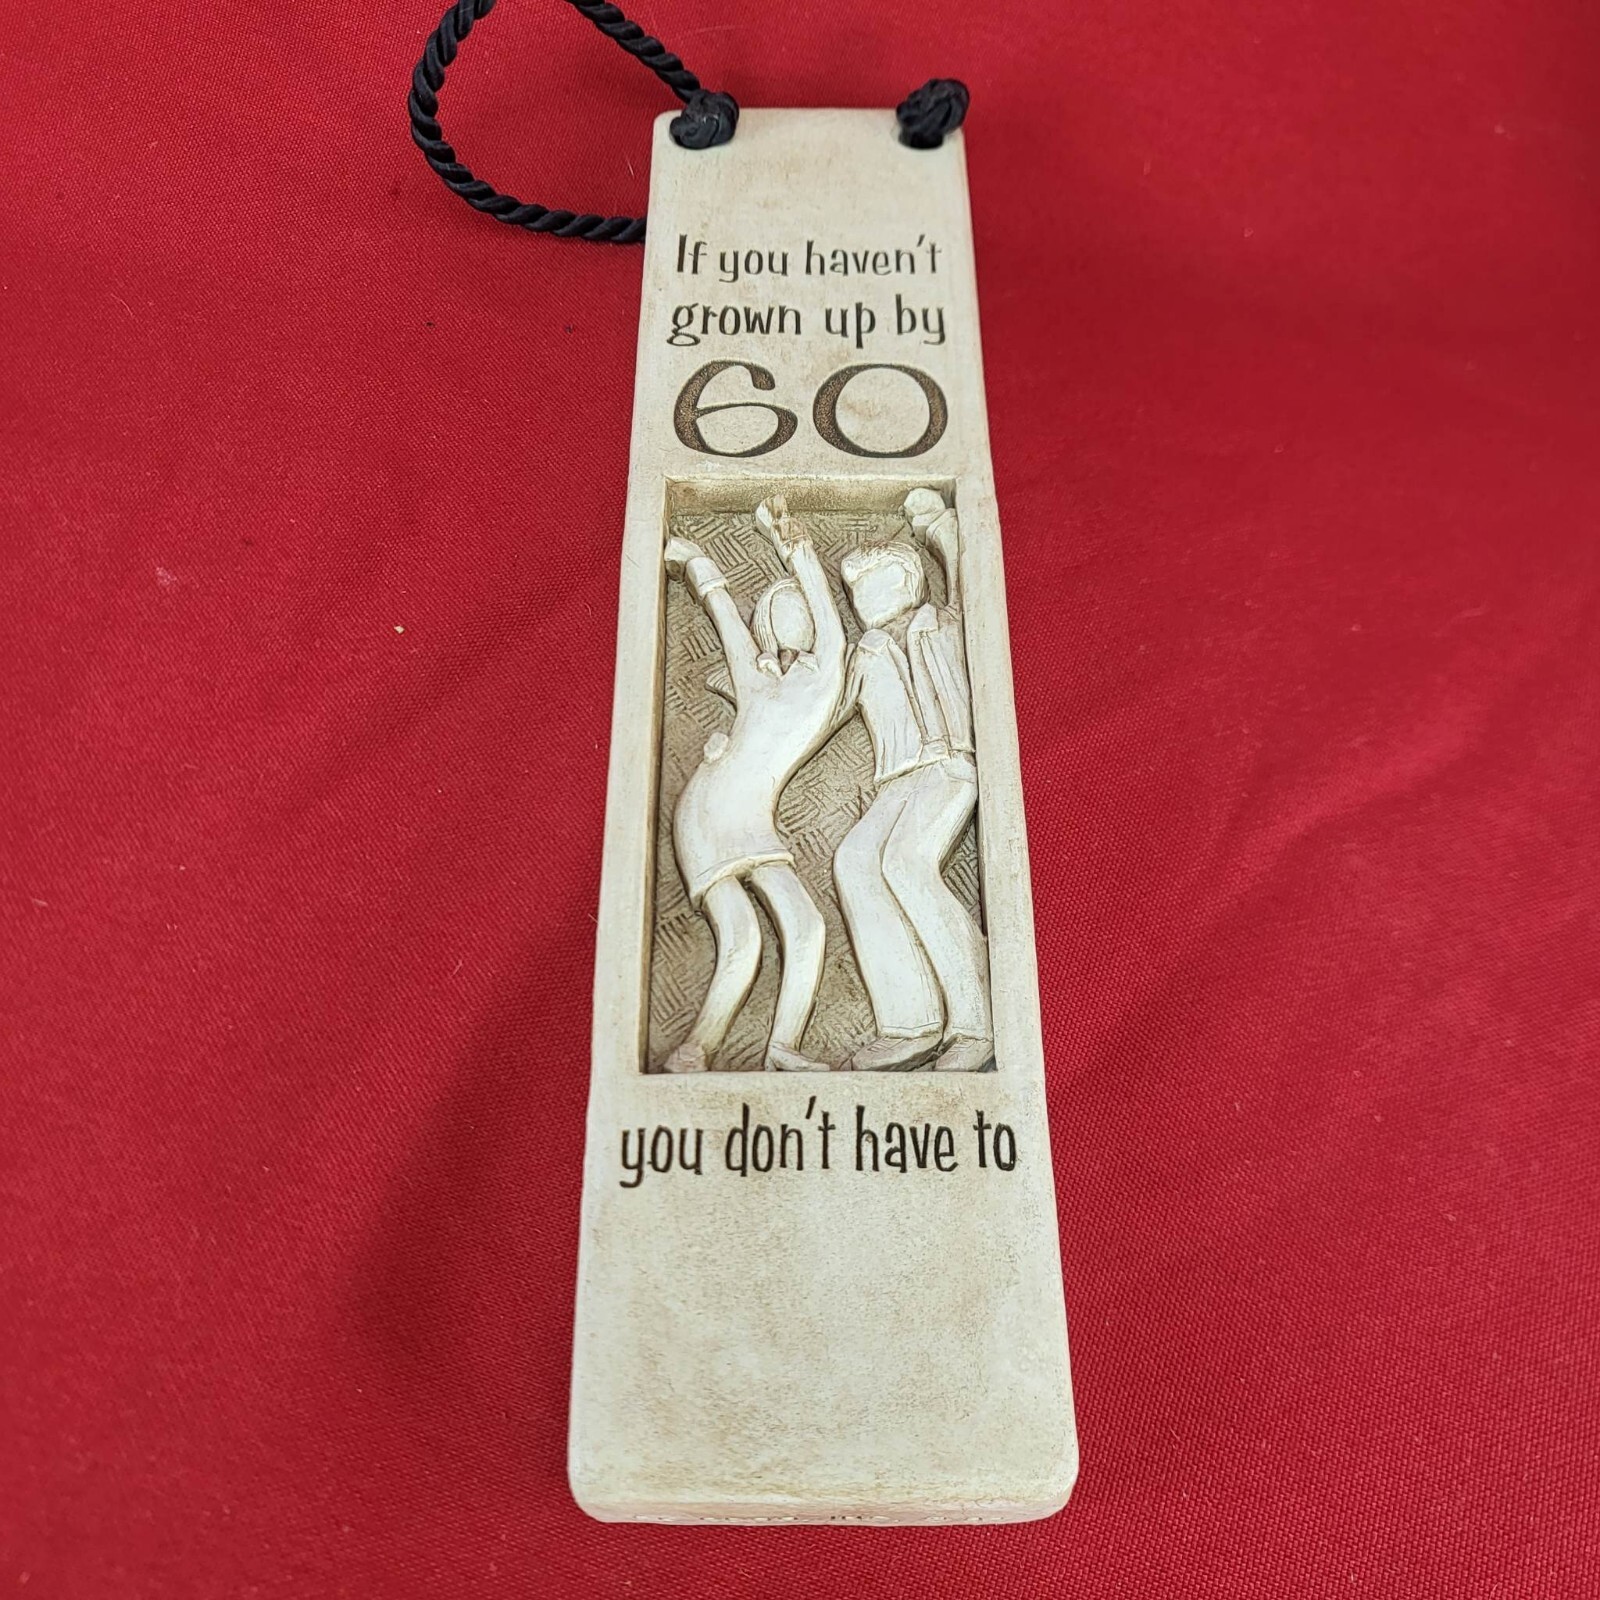 If you haven't
grown up by
60
you don't have to